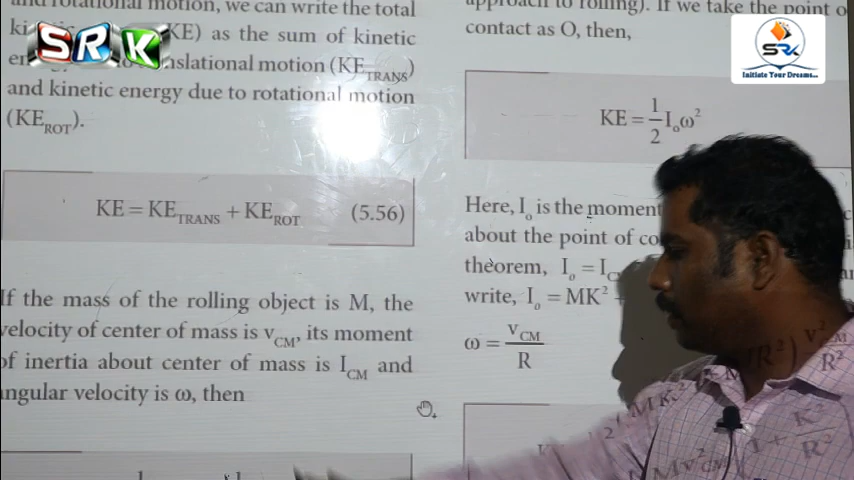 and rotational motion, we can write the total
KE) as the sum of kinetic
translational motion (KE_TRANS)
and kinetic energy due to rotational motion
(KE_ROT).
KE = KE_TRANS + KE_ROT (5.56)
If the mass of the rolling object is M, the
velocity of center of mass is v_CM, its moment
of inertia about center of mass is I_CM and
angular velocity is ω, then
approach to rolling). If we take the point o
contact as O, then,
KE = 1/2 I_o ω²
Here, I_o is the moment
about the point of co
theorem, I_o = I_C
write, I_o = MK² +
ω = v_CM / R
SRK
SRK
Initiate Your Dreams...